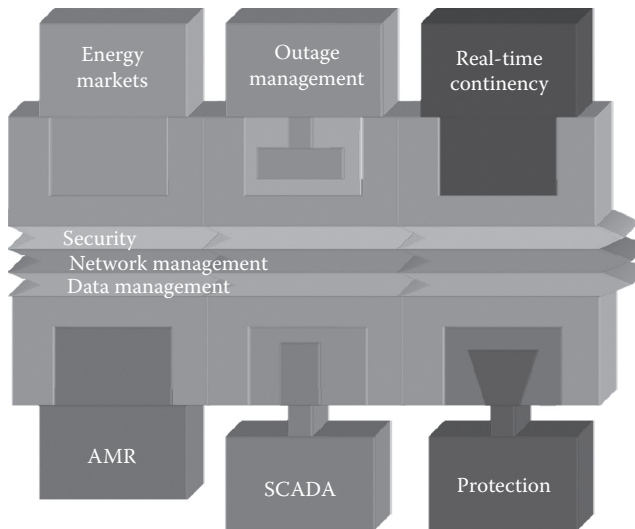 Energy
markets
Outage
management
Real-time
continency
Security
Network management
Data management
AMR
SCADA
Protection